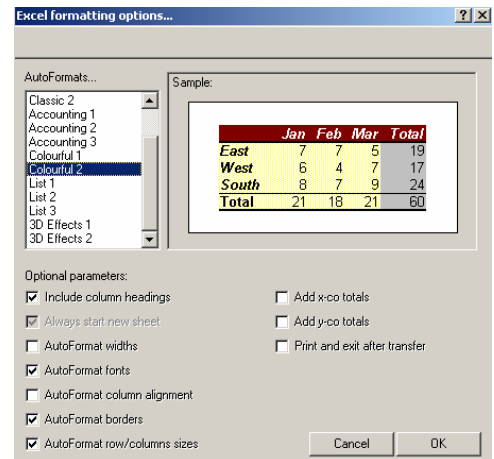 Excel formatting options...
AutoFormats...
Classic 2
Accounting 1
Accounting 2
Accounting 3
Colourful 1
Colourful 2
List 1
List 2
List 3
3D Effects 1
3D Effects 2
Sample:
Jan Feb Mar Total
East 7 7 5 19
West 6 4 7 17
South 8 7 9 24
Total 21 18 21 60
Optional parameters:
Include column headings
Always start new sheet
AutoFormat widths
AutoFormat fonts
AutoFormat column alignment
AutoFormat borders
AutoFormat row/columns sizes
Add x-co totals
Add y-co totals
Print and exit after transfer
Cancel OK